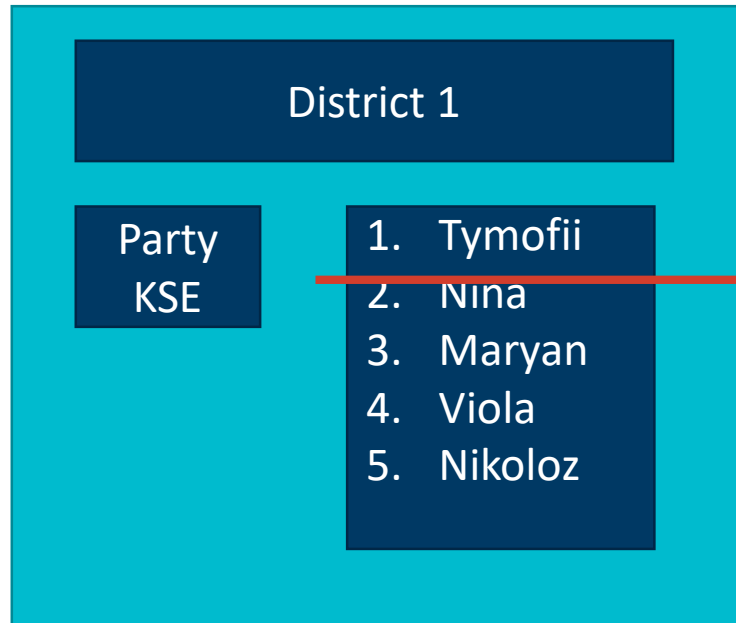 District 1
Party
KSE
1. Tymofii
2. Nina
3. Maryan
4. Viola
5. Nikoloz